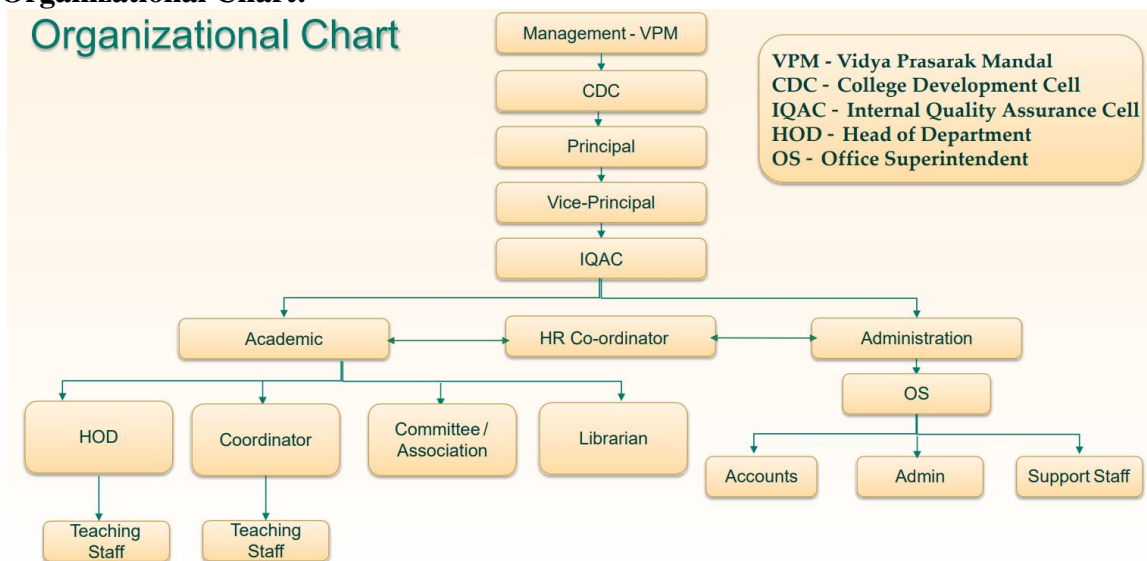 Organizational Chart:
Organizational Chart
Management - VPM
VPM - Vidya Prasarak Mandal
CDC - College Development Cell
IQAC - Internal Quality Assurance Cell
HOD - Head of Department
OS - Office Superintendent
CDC
Principal
Vice-Principal
IQAC
Academic
HR Co-ordinator
Administration
OS
HOD
Coordinator
Committee /
Association
Librarian
Accounts
Admin
Support Staff
Teaching
Staff
Teaching
Staff